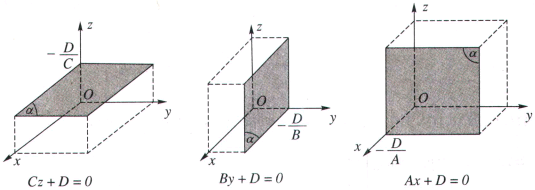 z
− D/C
α
O
y
x
Cz + D = 0
z
O
y
− D/B
α
x
By + D = 0
z
α
O
y
x
− D/A
Ax + D = 0